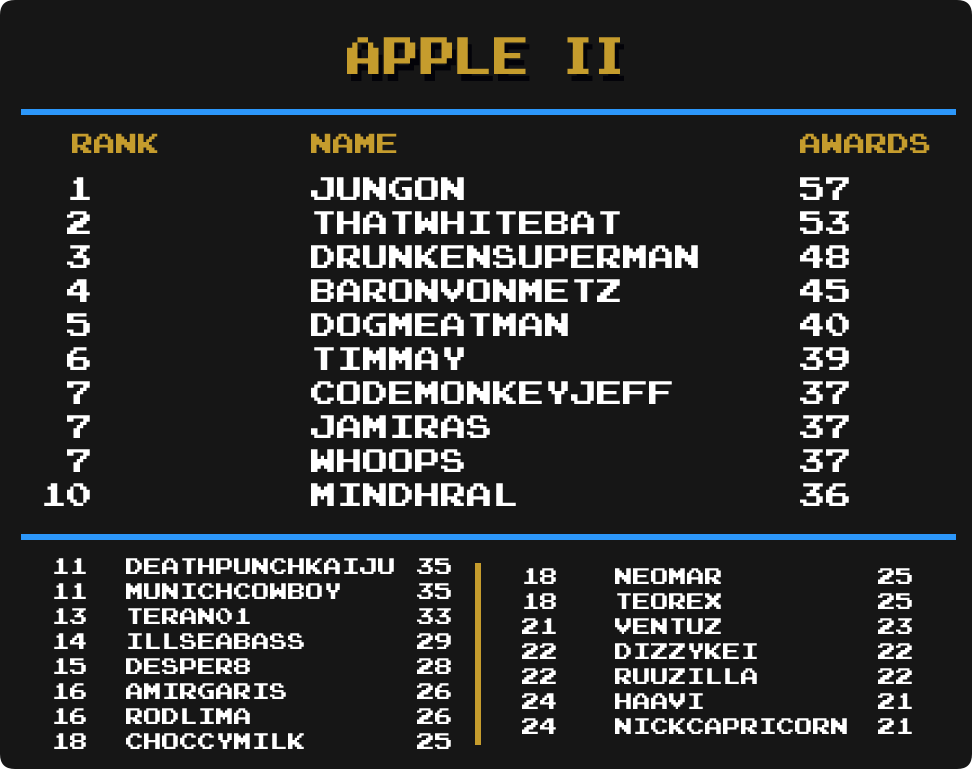 APPLE II
RANK NAME AWARDS
1 JUNGON 57
2 THATWHITEBAT 53
3 DRUNKENSUPERMAN 48
4 BARONVONMETZ 45
5 DOGMEATMAN 40
6 TIMMAY 39
7 CODEMONKEYJEFF 37
7 JAMIRAS 37
7 WHOOPS 37
10 MINDHRAL 36
11 DEATHPUNCHKAIJU 35
11 MUNICHCOWBOY 35
13 TERAN01 33
14 ILLSEABASS 29
15 DESPER8 28
16 AMIRGARIS 26
16 RODLIMA 26
18 CHOCCYMILK 25
18 NEOMAR 25
18 TEOREX 25
21 VENTUZ 23
22 DIZZYKEI 22
22 RUUZILLA 22
24 HAAVI 21
24 NICKCAPRICORN 21